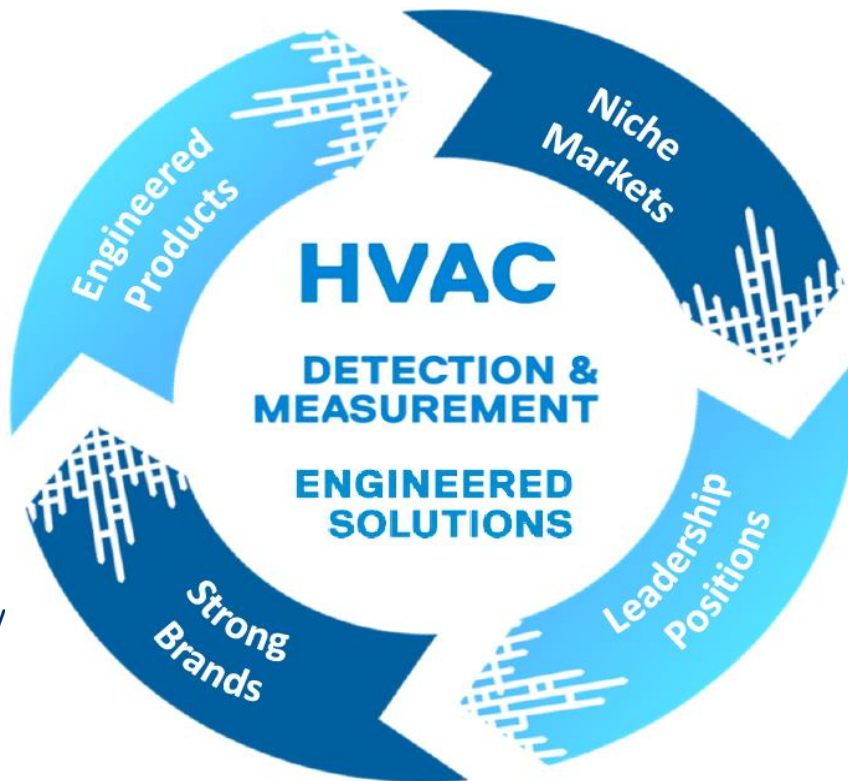 Engineered
Products
Niche
Markets
HVAC
DETECTION &
MEASUREMENT
ENGINEERED
SOLUTIONS
Strong
Brands
Leadership
Positions